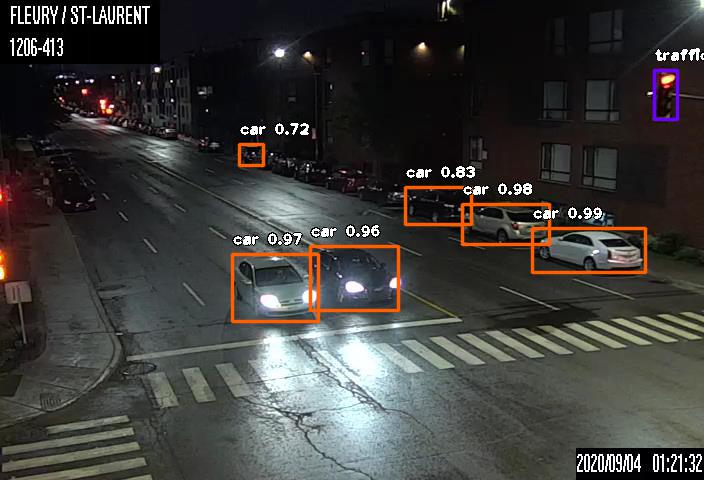 FLEURY / ST-LAURENT
1206-413
traffic
car 0.72
car 0.83
car 0.98
car 0.99
car 0.97
car 0.96
2020/09/04 01:21:32